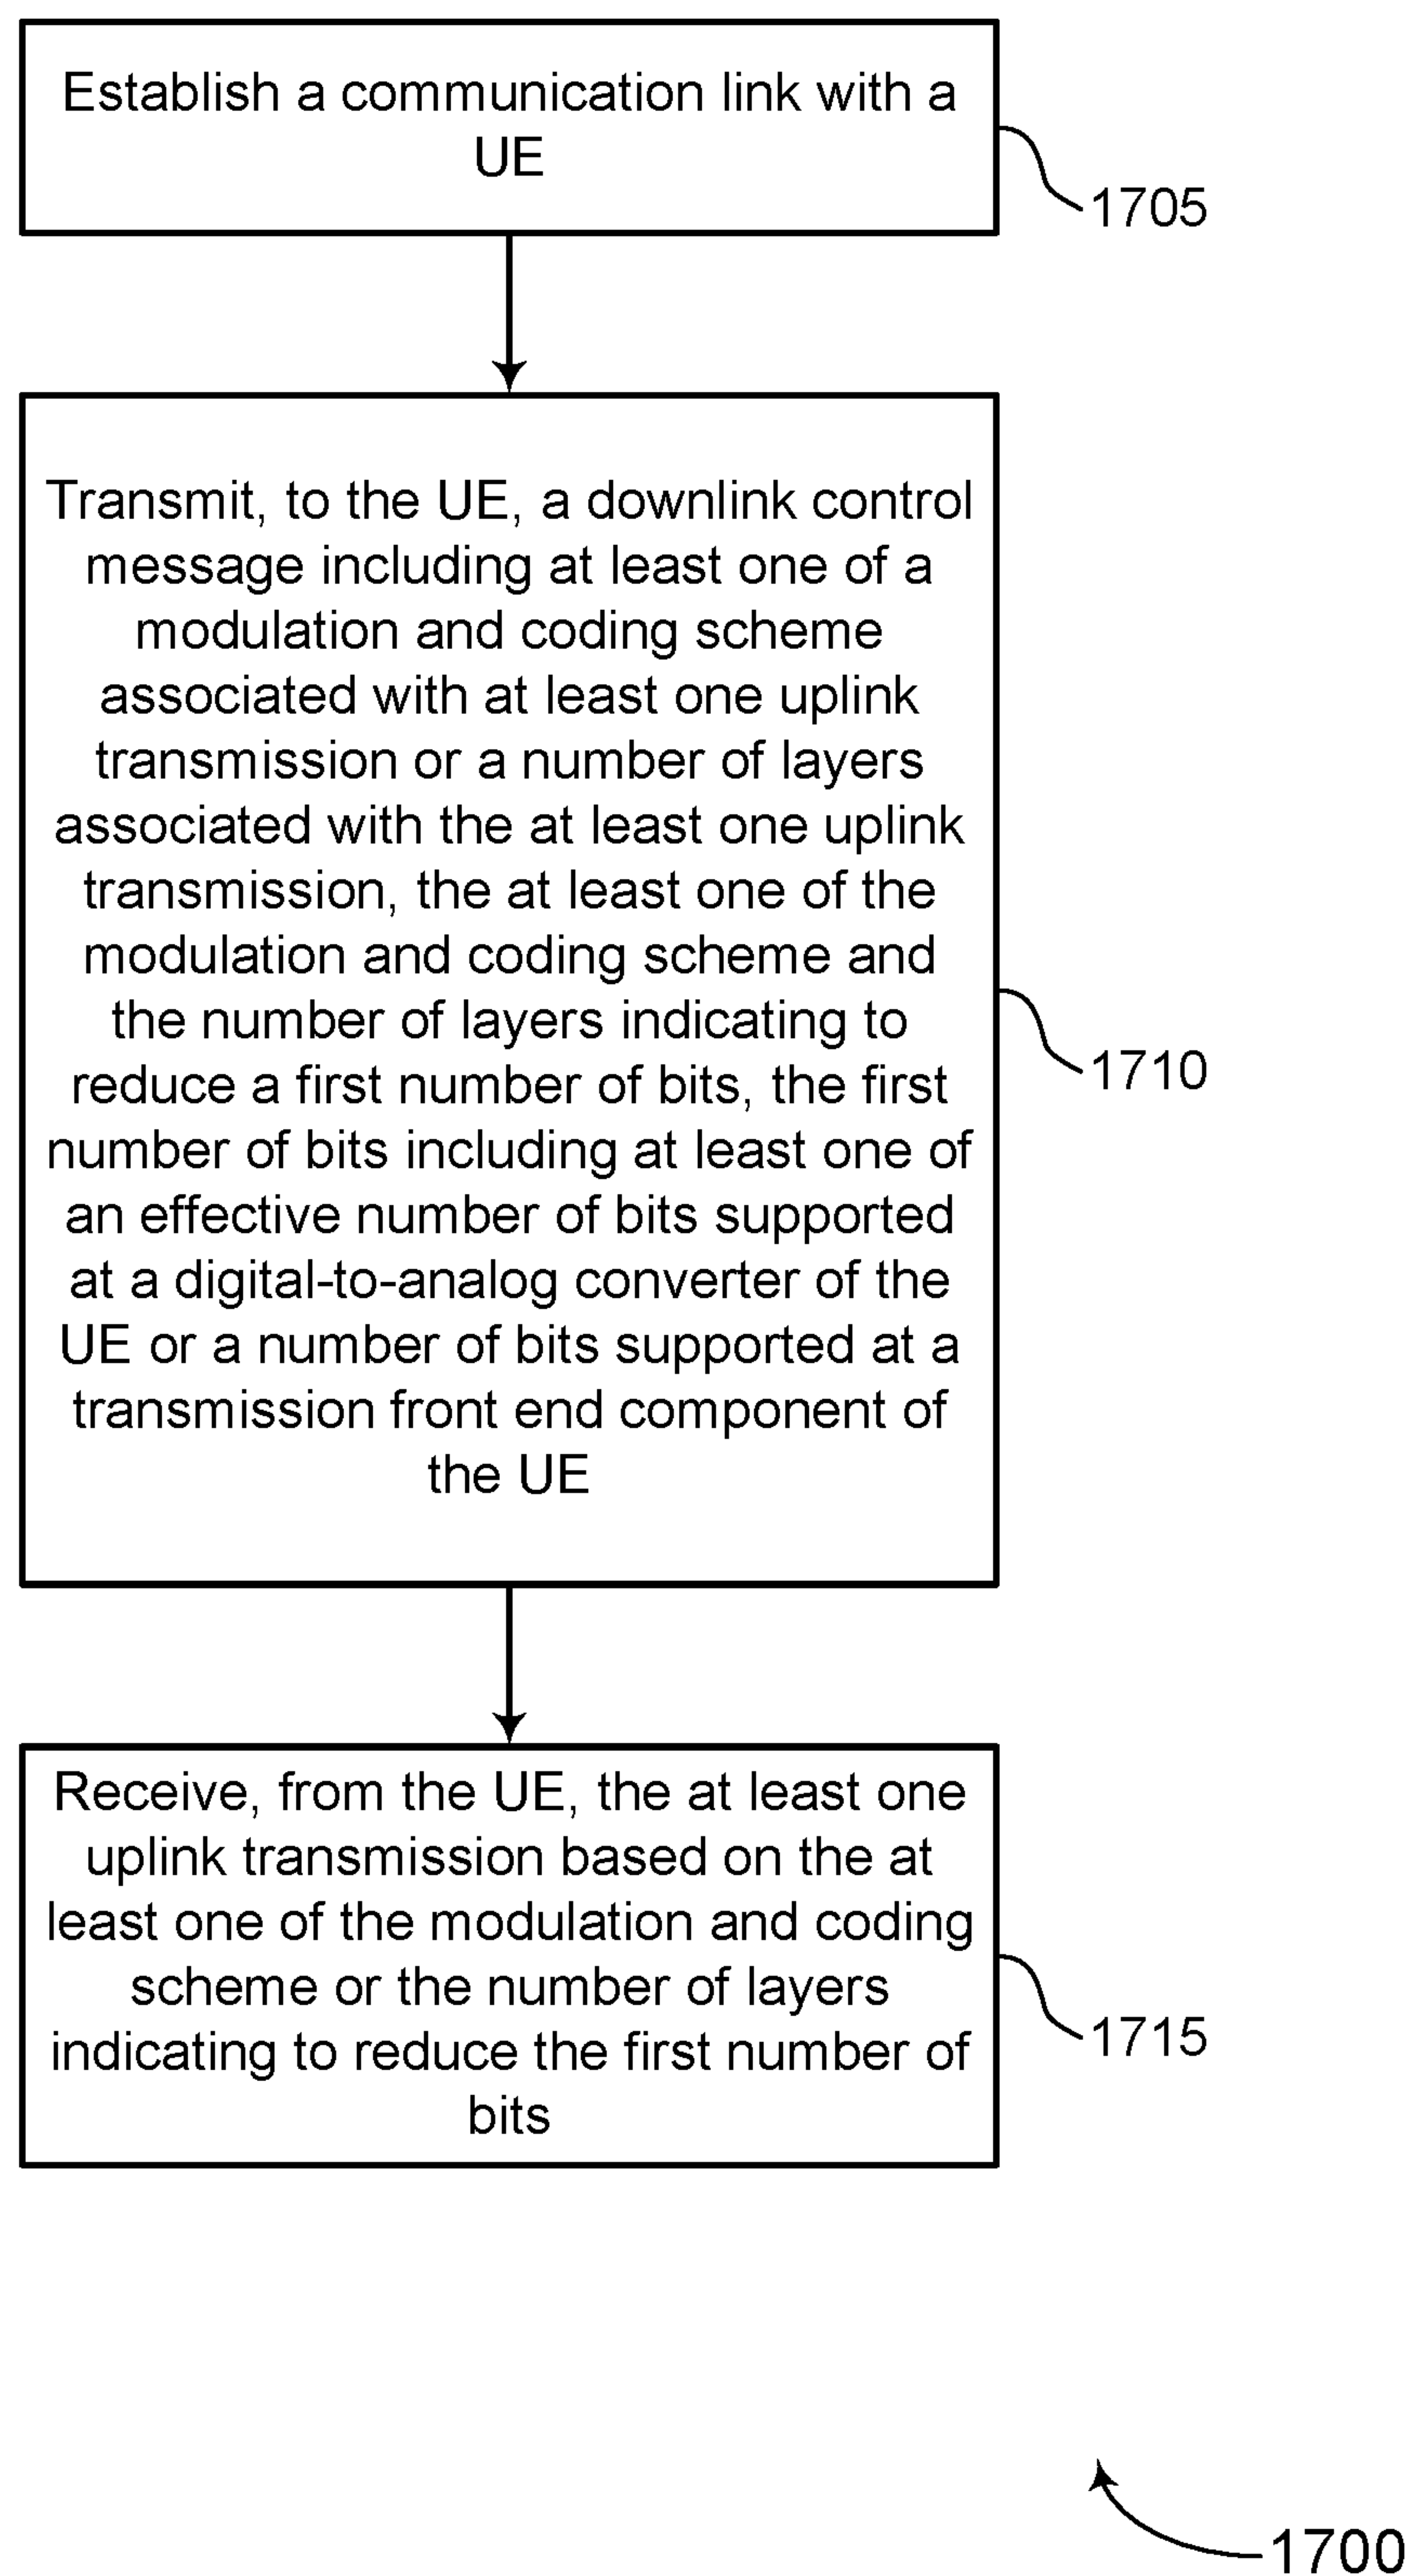 Establish a communication link with a
UE
1705
Transmit, to the UE, a downlink control
message including at least one of a
modulation and coding scheme
associated with at least one uplink
transmission or a number of layers
associated with the at least one uplink
transmission, the at least one of the
modulation and coding scheme and
the number of layers indicating to
reduce a first number of bits, the first
number of bits including at least one of
an effective number of bits supported
at a digital-to-analog converter of the
UE or a number of bits supported at a
transmission front end component of
the UE
1710
Receive, from the UE, the at least one
uplink transmission based on the at
least one of the modulation and coding
scheme or the number of layers
indicating to reduce the first number of
bits
1715
1700